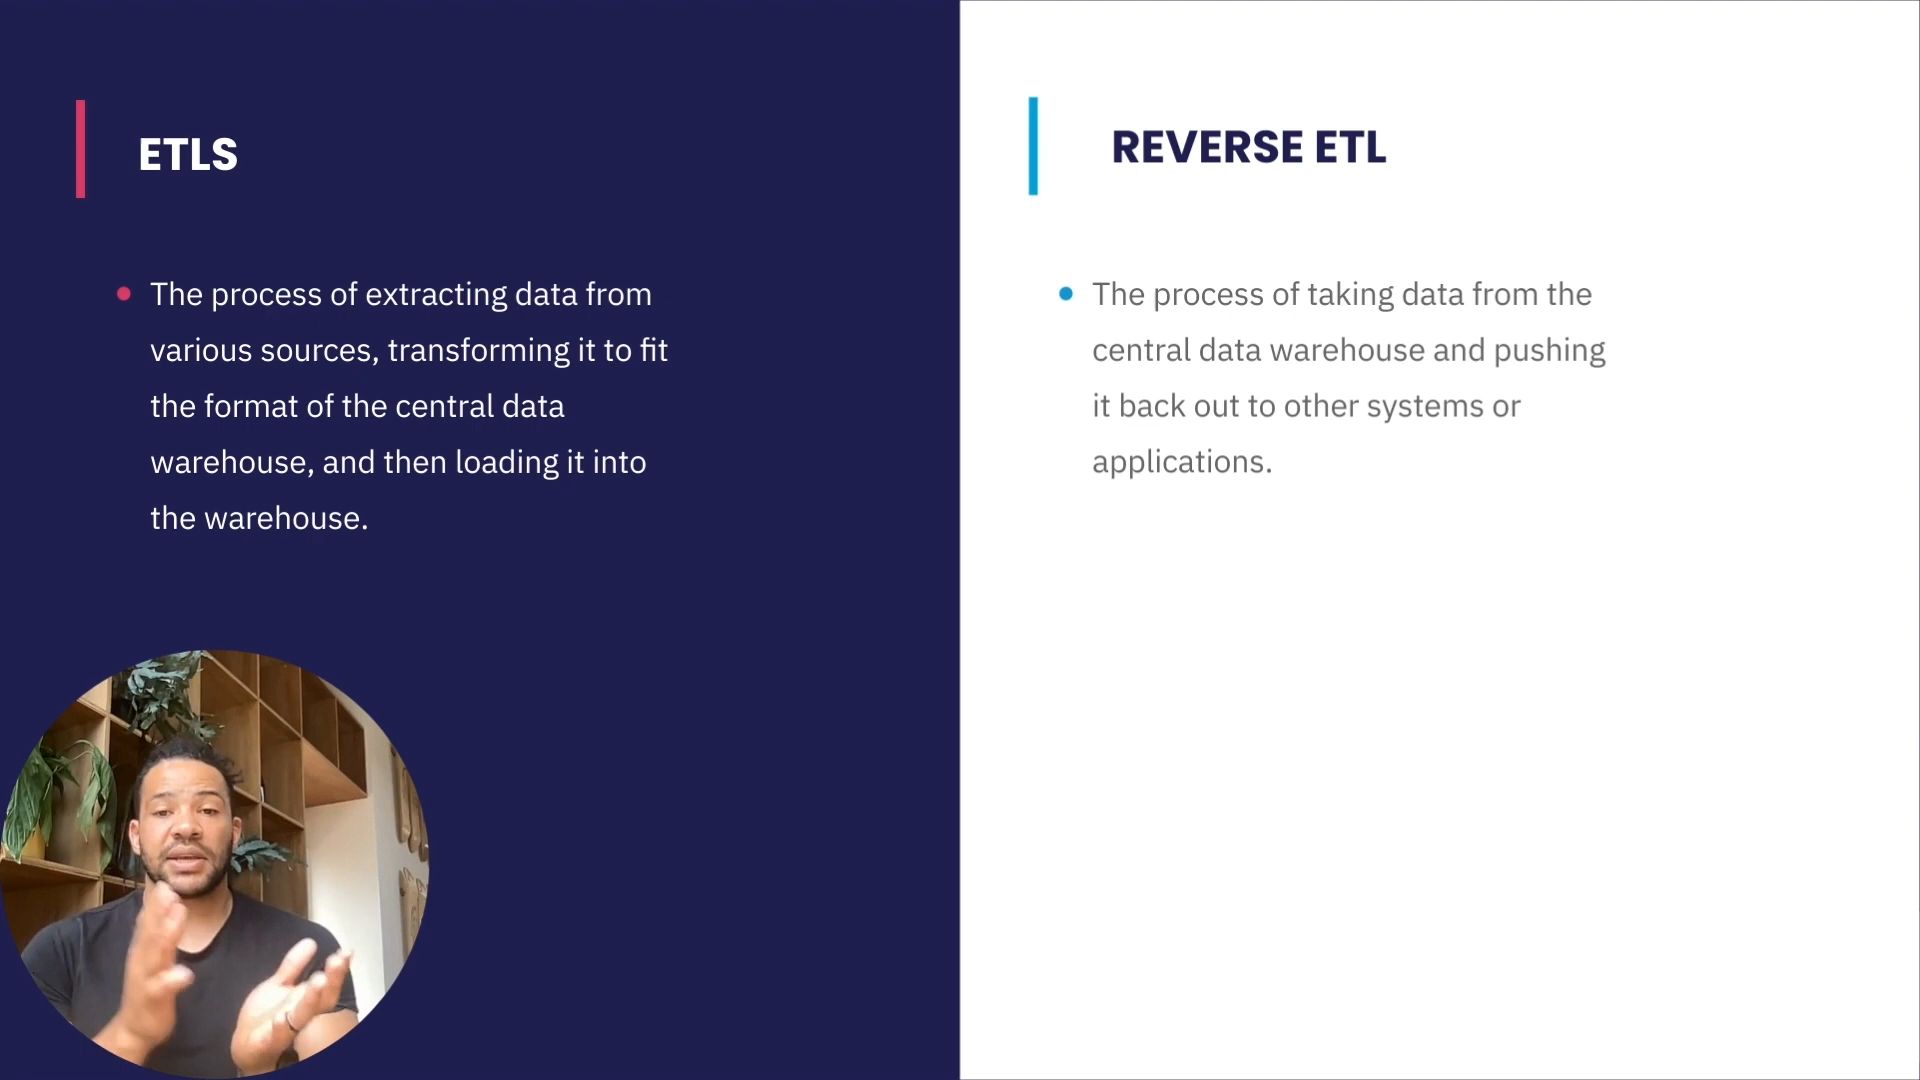 ETLS
The process of extracting data from
various sources, transforming it to fit
the format of the central data
warehouse, and then loading it into
the warehouse.
REVERSE ETL
The process of taking data from the
central data warehouse and pushing
it back out to other systems or
applications.